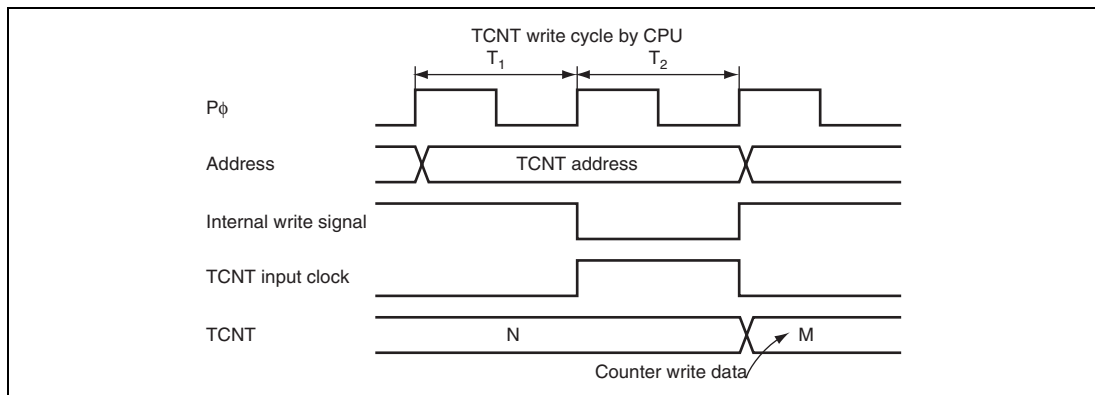 TCNT write cycle by CPU
T1 T2
Pϕ
Address TCNT address
Internal write signal
TCNT input clock
TCNT N M
Counter write data